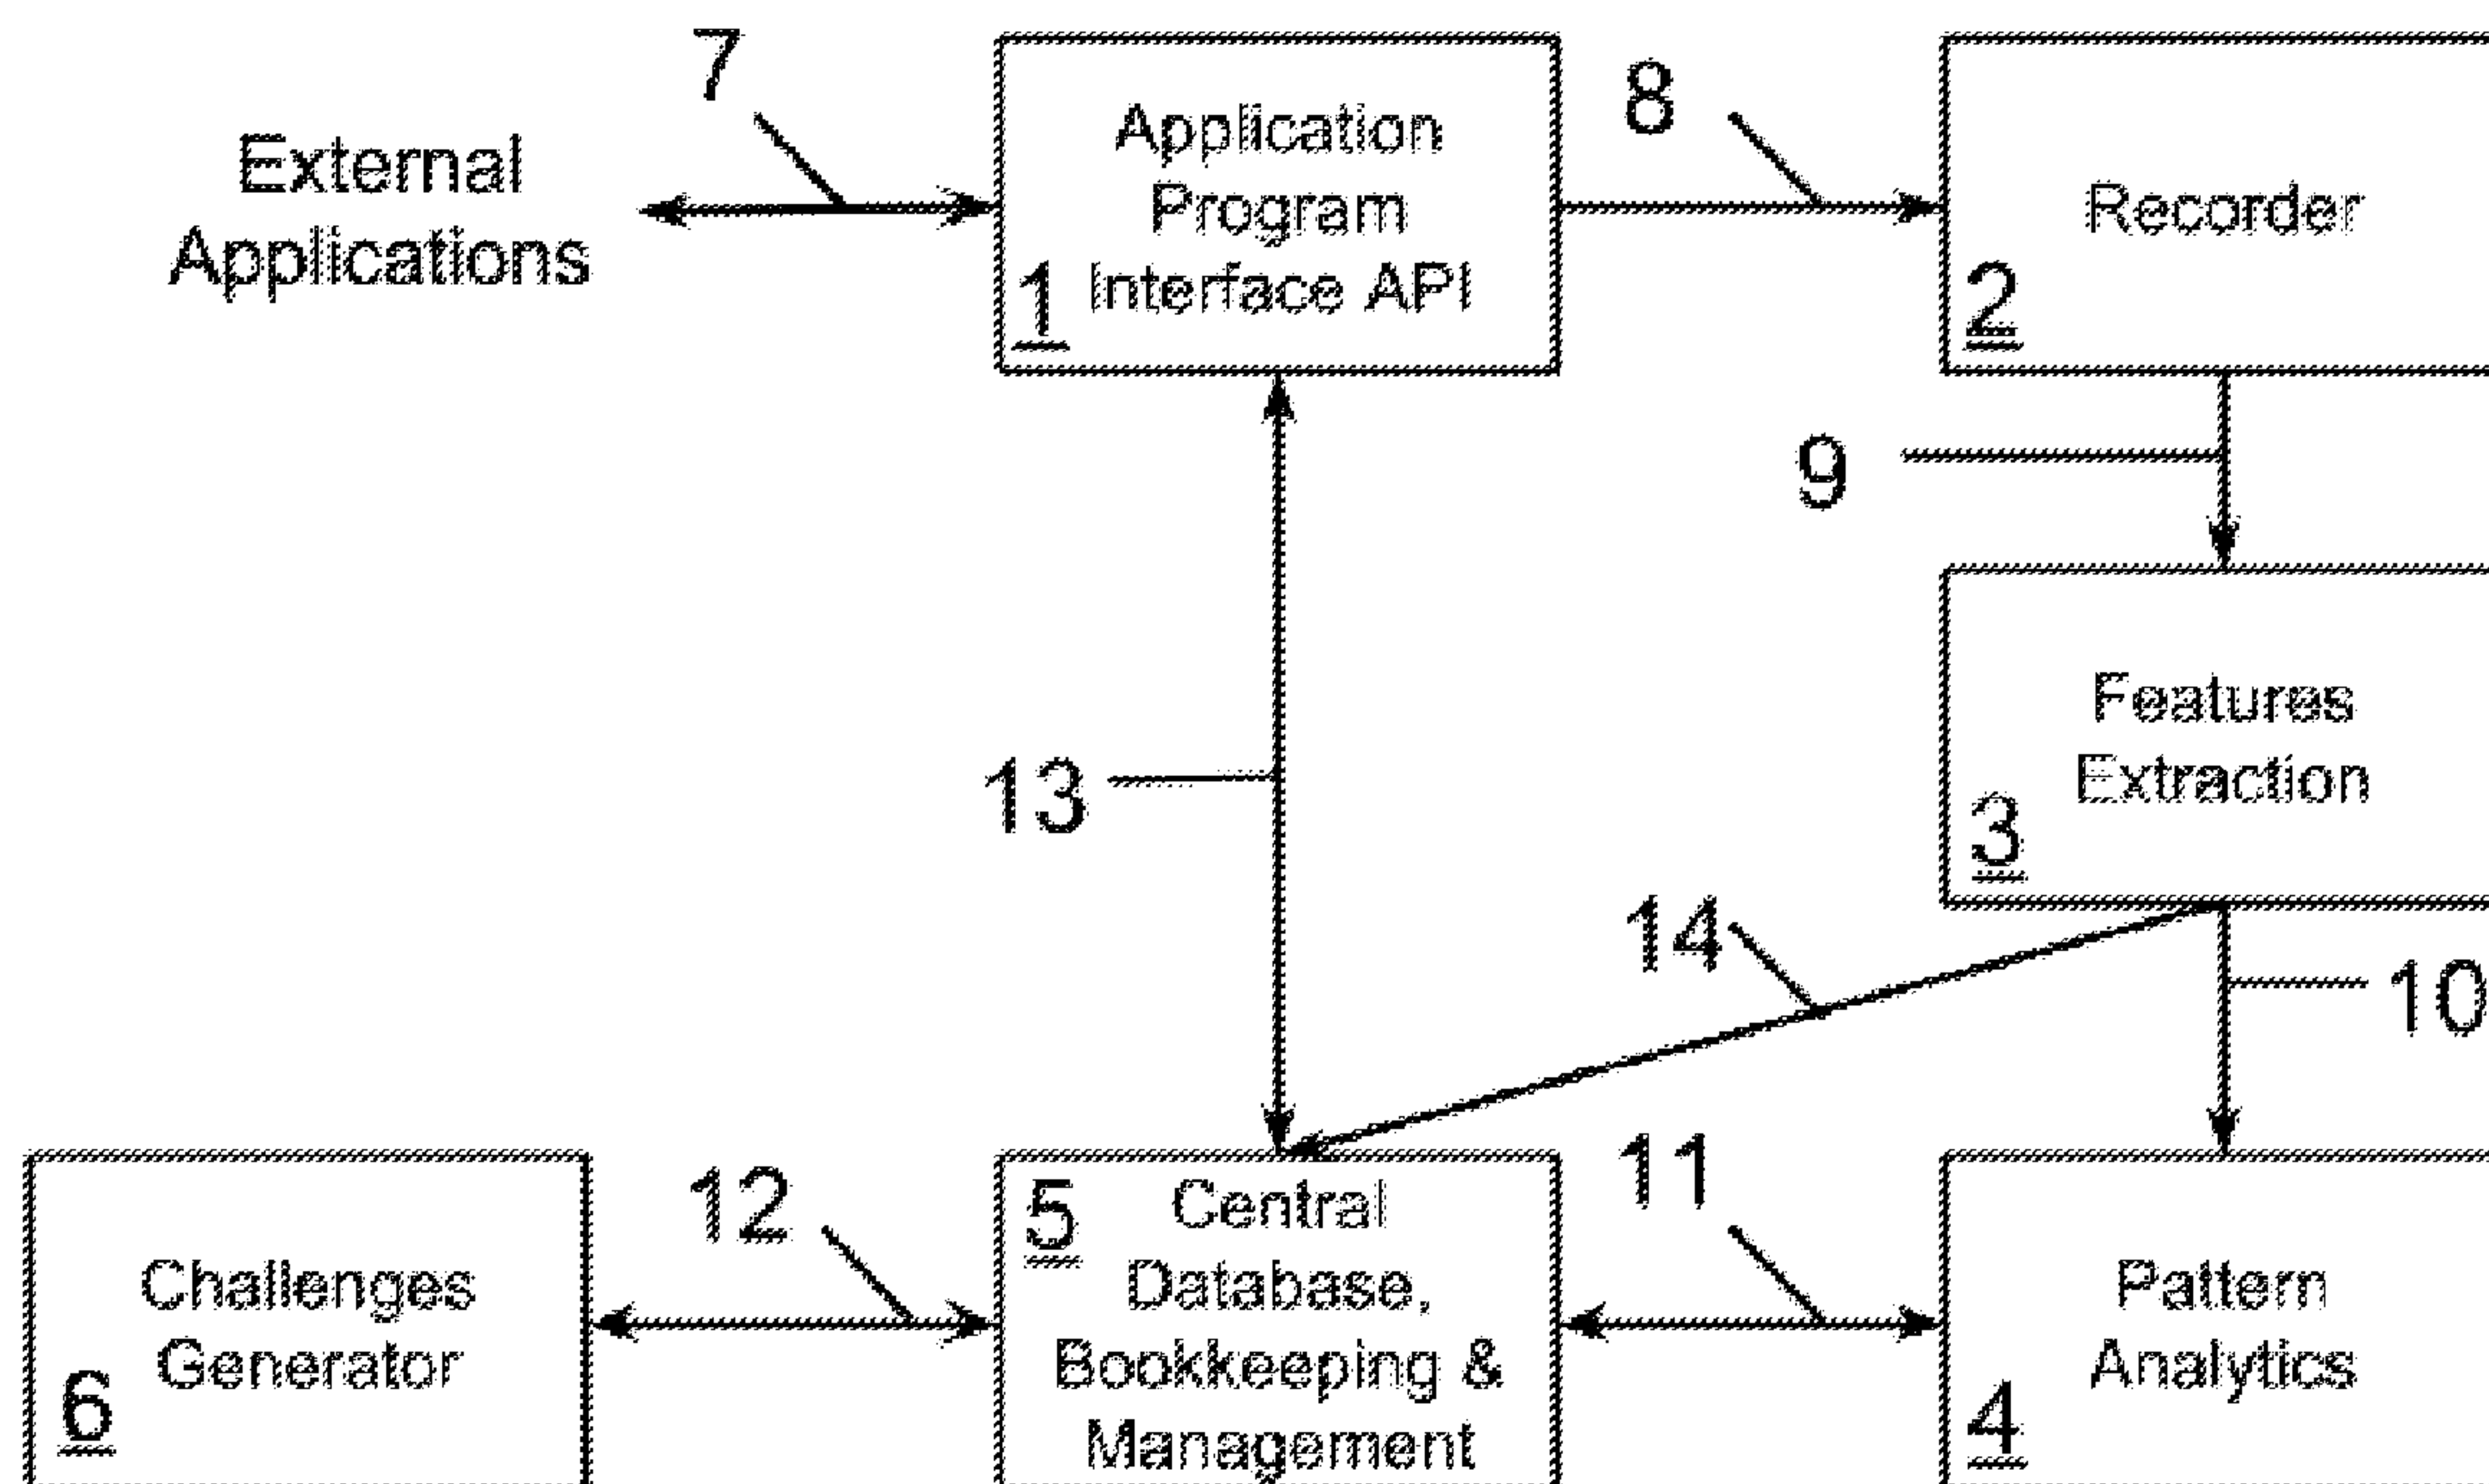 7
External
Applications
Application
Program
Interface API
1
8
Recorder
2
9
Features
Extraction
3
13
14
10
Challenges
Generator
6
12
5
Central
Database,
Bookkeeping &
Management
11
Pattern
Analytics
4